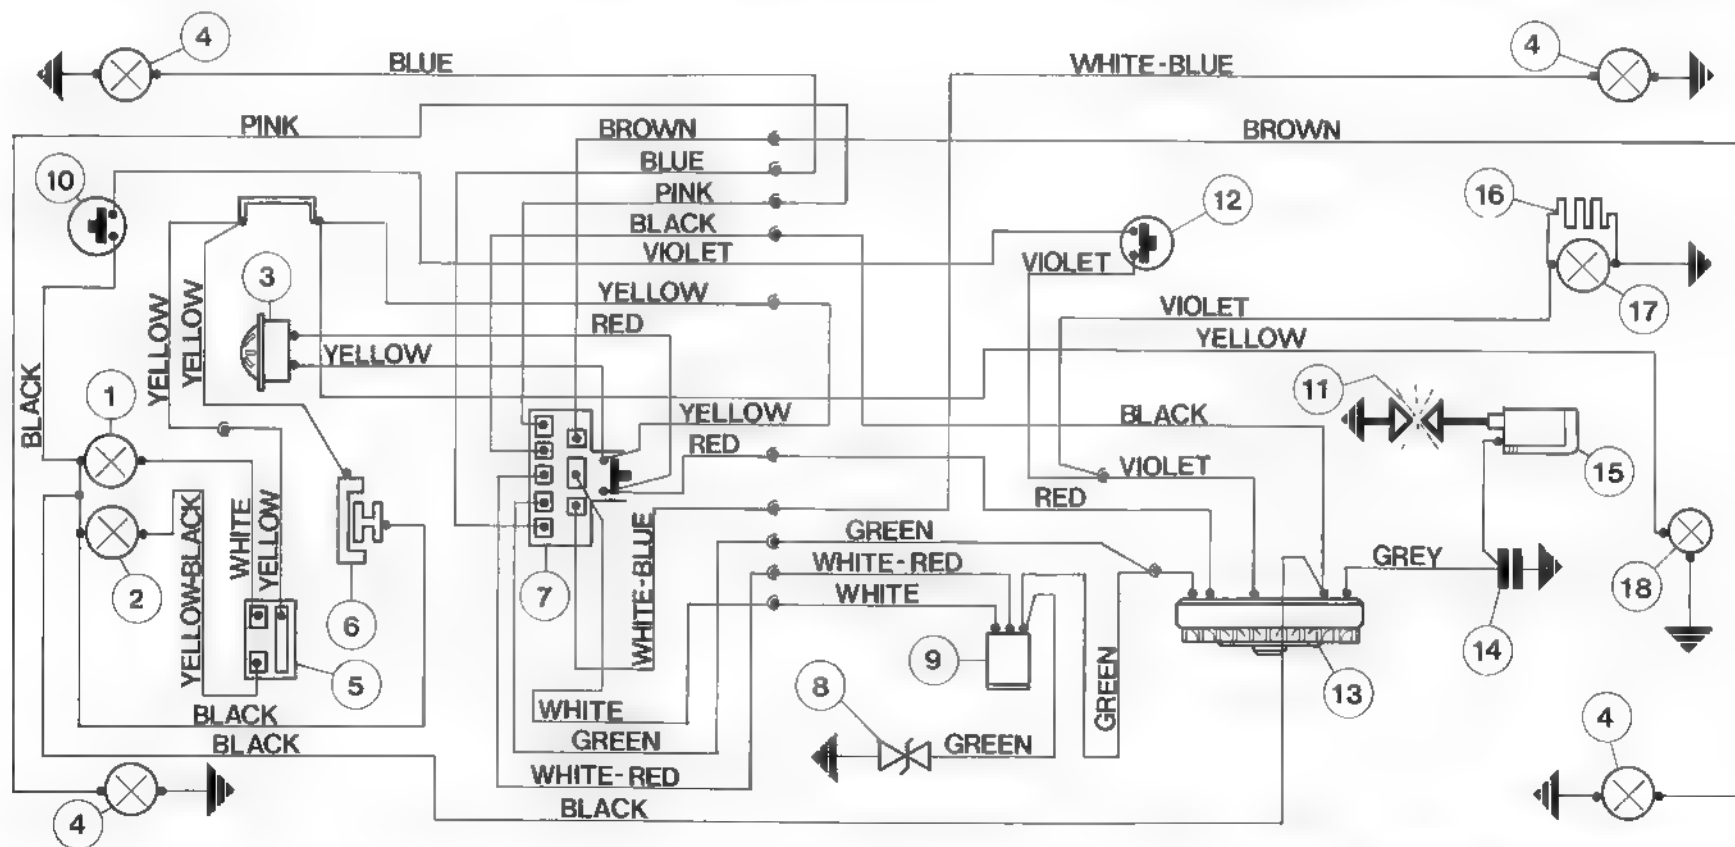 4
BLUE
WHITE-BLUE
4
PINK
BROWN
BROWN
BLUE
10
PINK
16
12
BLACK
VIOLET
VIOLET
3
YELLOW
VIOLET
17
RED
YELLOW
YELLOW
YELLOW
YELLOW
BLACK
1
11
YELLOW
BLACK
RED
VIOLET
15
RED
WHITE
YELLOW
YELLOW-BLACK
GREEN
WHITE-RED
WHITE
GREY
2
7
18
6
WHITE-BLUE
9
14
5
8
13
GREEN
BLACK
WHITE
4
BLACK
GREEN
GREEN
WHITE-RED
BLACK
4